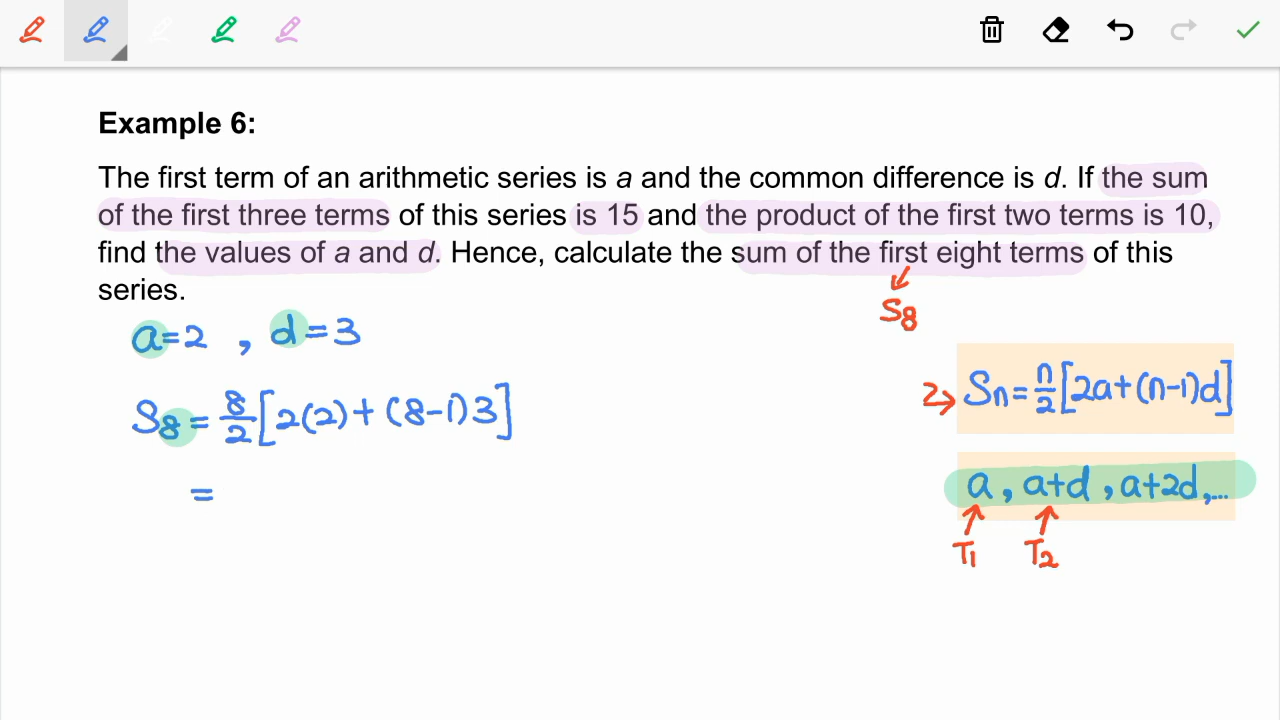 Example 6:
The first term of an arithmetic series is a and the common difference is d. If the sum
of the first three terms of this series is 15 and the product of the first two terms is 10,
find the values of a and d. Hence, calculate the sum of the first eight terms of this
series.
S8
a=2 , d=3
2→ Sn=n/2[2a+(n-1)d]
S8=8/2[2(2)+(8-1)3]
=
a, a+d, a+2d,...
T1 T2